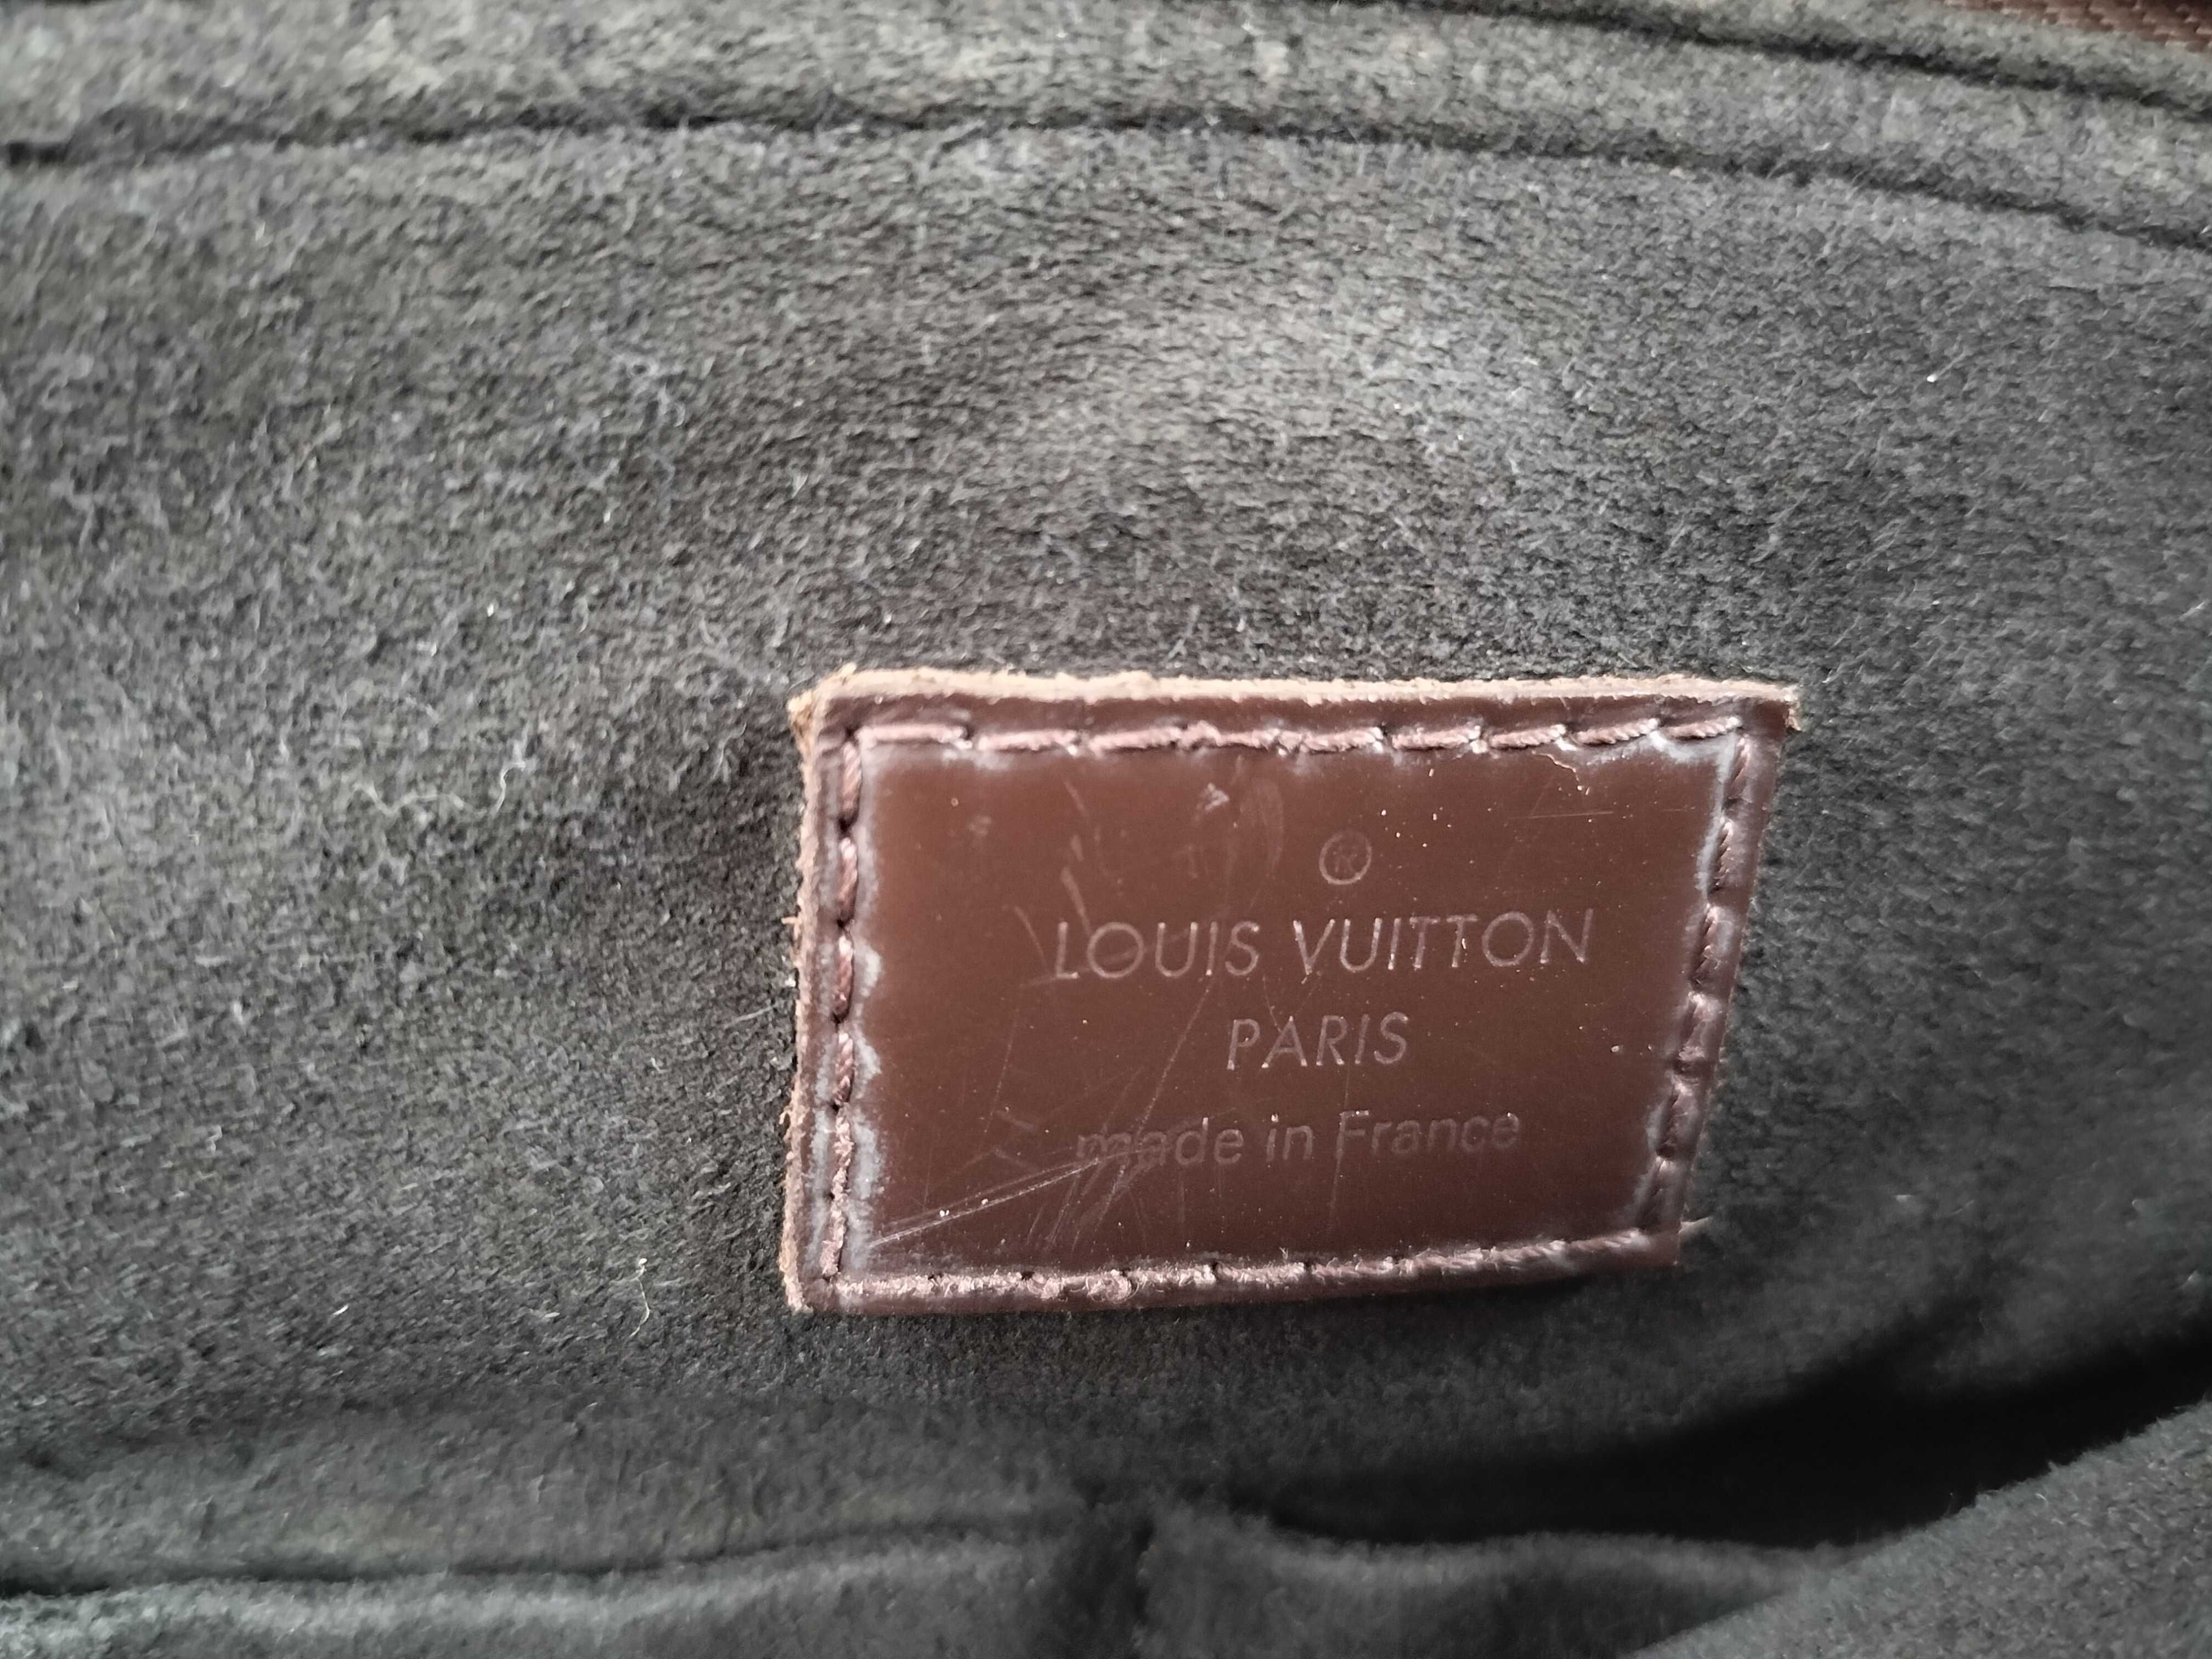 ®
LOUIS VUITTON
PARIS
made in France